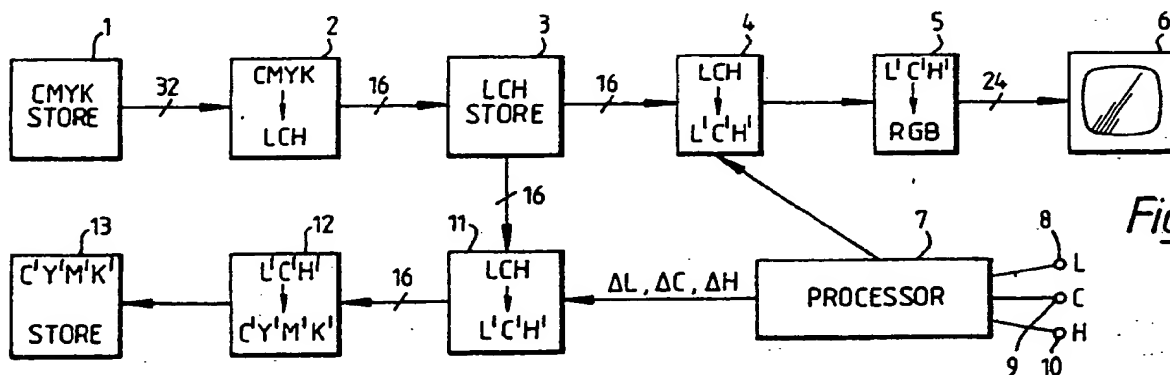 1
2
3
4
5
6
CMYK
STORE
32
CMYK
LCH
16
LCH
STORE
16
LCH
L'C'H'
L'C'H'
RGB
24
16
Fig
13
12
11
7
8
C'Y'M'K'
STORE
L'C'H'
C'Y'M'K'
16
LCH
L'C'H'
ΔL, ΔC, ΔH
PROCESSOR
L
C
H
9
10